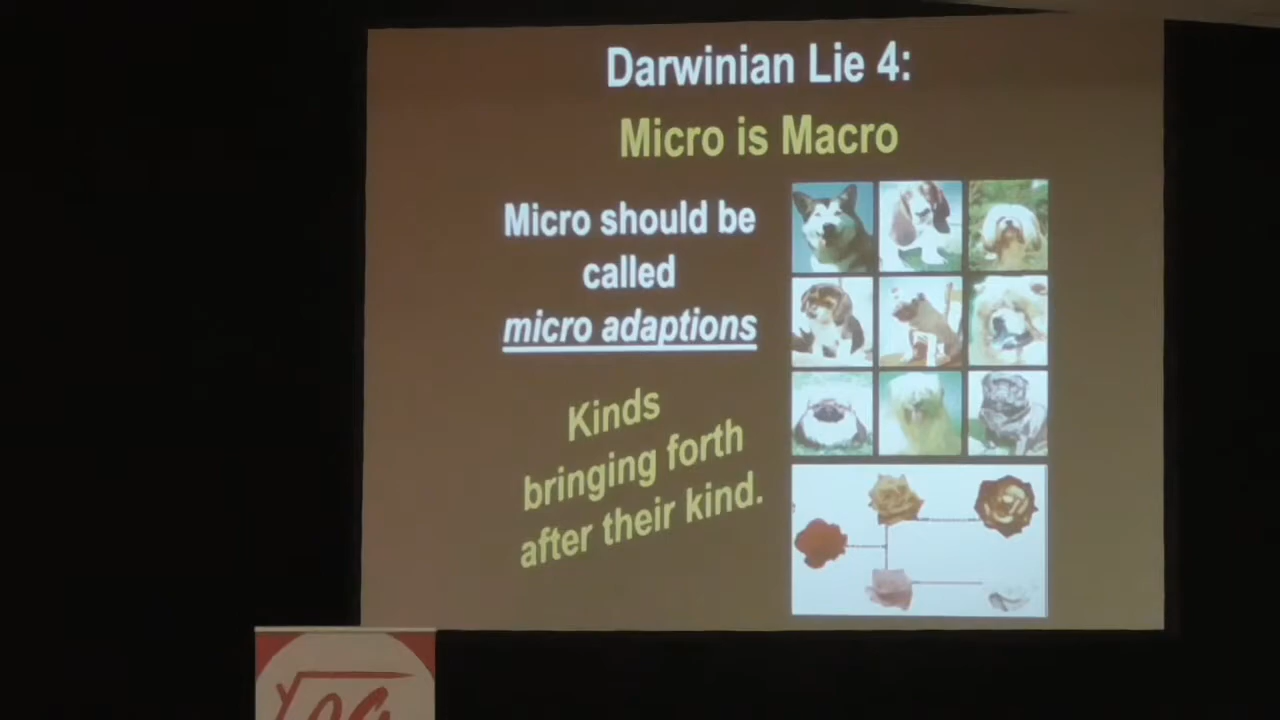 Darwinian Lie 4:
Micro is Macro
Micro should be
called
micro adaptions
Kinds
bringing forth
after their kind.